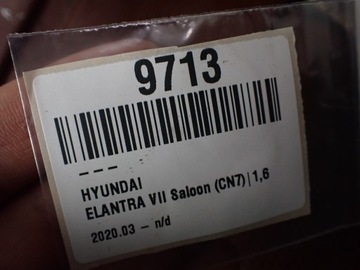 9713
---
HYUNDAI
ELANTRA VII Saloon (CN7)|1,6
2020.03 - n/d